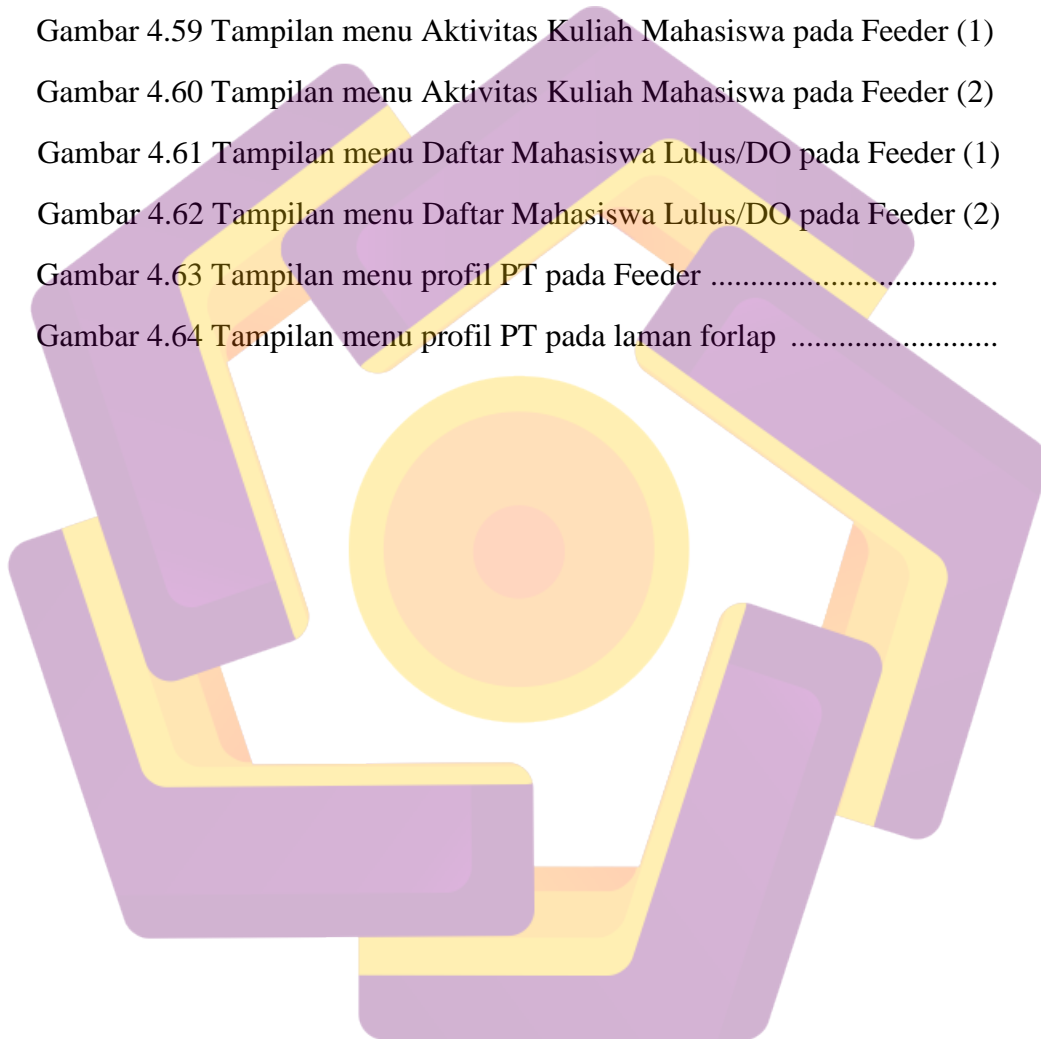 Gambar 4.59 Tampilan menu Aktivitas Kuliah Mahasiswa pada Feeder (1)
Gambar 4.60 Tampilan menu Aktivitas Kuliah Mahasiswa pada Feeder (2)
Gambar 4.61 Tampilan menu Daftar Mahasiswa Lulus/DO pada Feeder (1)
Gambar 4.62 Tampilan menu Daftar Mahasiswa Lulus/DO pada Feeder (2)
Gambar 4.63 Tampilan menu profil PT pada Feeder ....................................
Gambar 4.64 Tampilan menu profil PT pada laman forlap ..........................